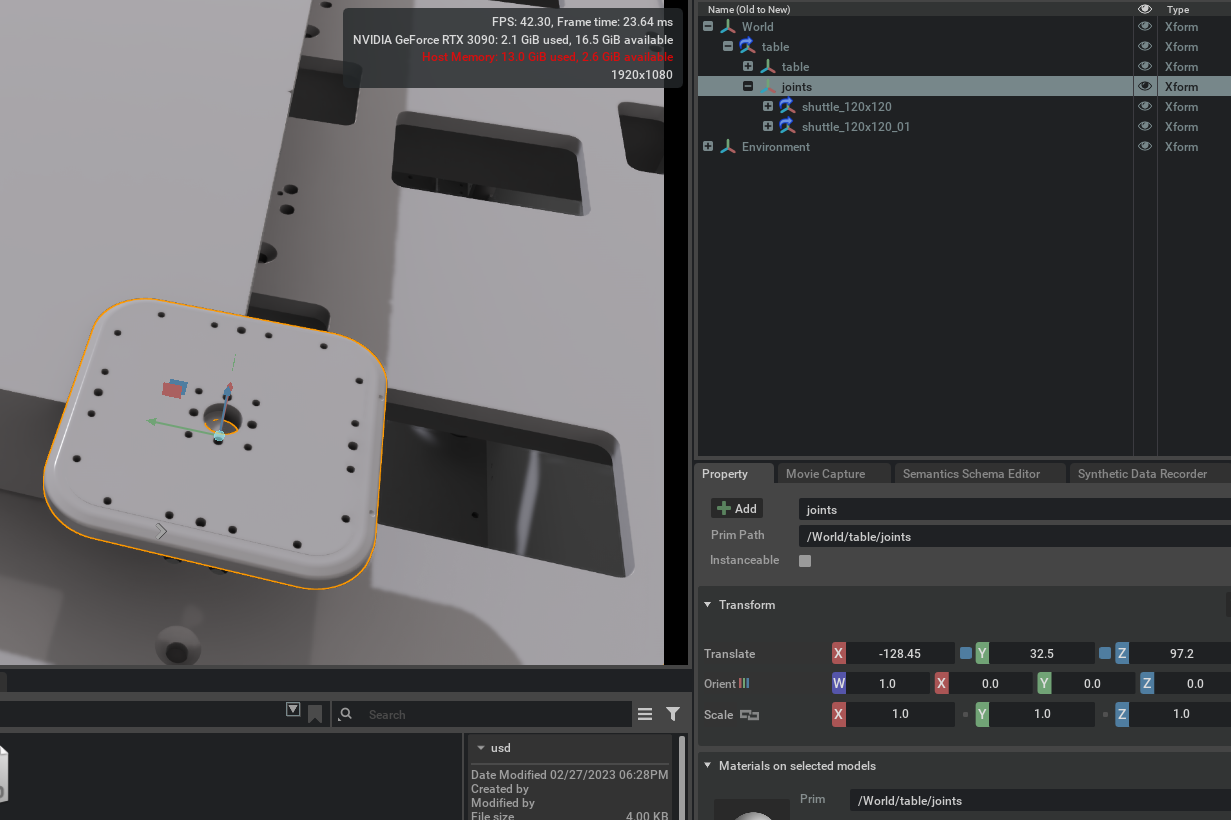 FPS: 42.30, Frame time: 23.64 ms
NVIDIA GeForce RTX 3090: 2.1 GiB used, 16.5 GiB available
Host Memory: 13.0 GiB used, 2.6 GiB available
1920x1080
Name (Old to New) Type
World Xform
table Xform
table Xform
joints Xform
shuttle_120x120 Xform
shuttle_120x120_01 Xform
Environment Xform
Property Movie Capture Semantics Schema Editor Synthetic Data Recorder
Add joints
Prim Path /World/table/joints
Instanceable
Transform
Translate X -128.45 Y 32.5 Z 97.2
Orient W 1.0 X 0.0 Y 0.0 Z 0.0
Scale X 1.0 Y 1.0 Z 1.0
Materials on selected models
Prim /World/table/joints
Search
usd
Date Modified 02/27/2023 06:28PM
Created by
Modified by
File size 4.00 KB